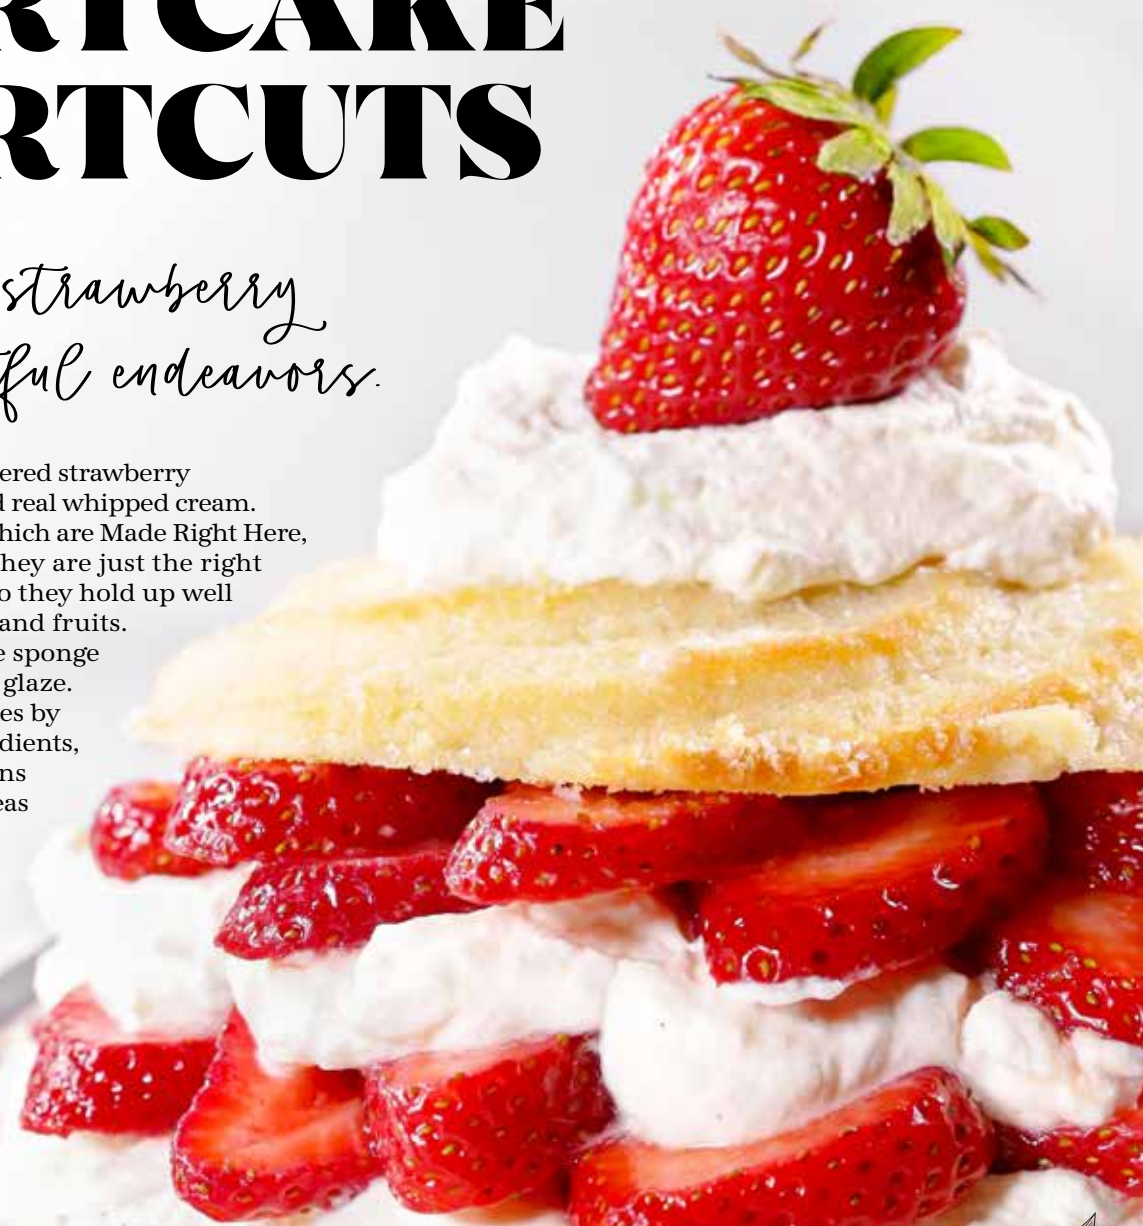 RTCAKE
RTCUTS
strawberry
ful endeavors.
ered strawberry
d real whipped cream.
hich are Made Right Here,
hey are just the right
o they hold up well
and fruits.
e sponge
glaze.
es by
dients,
ns
eas